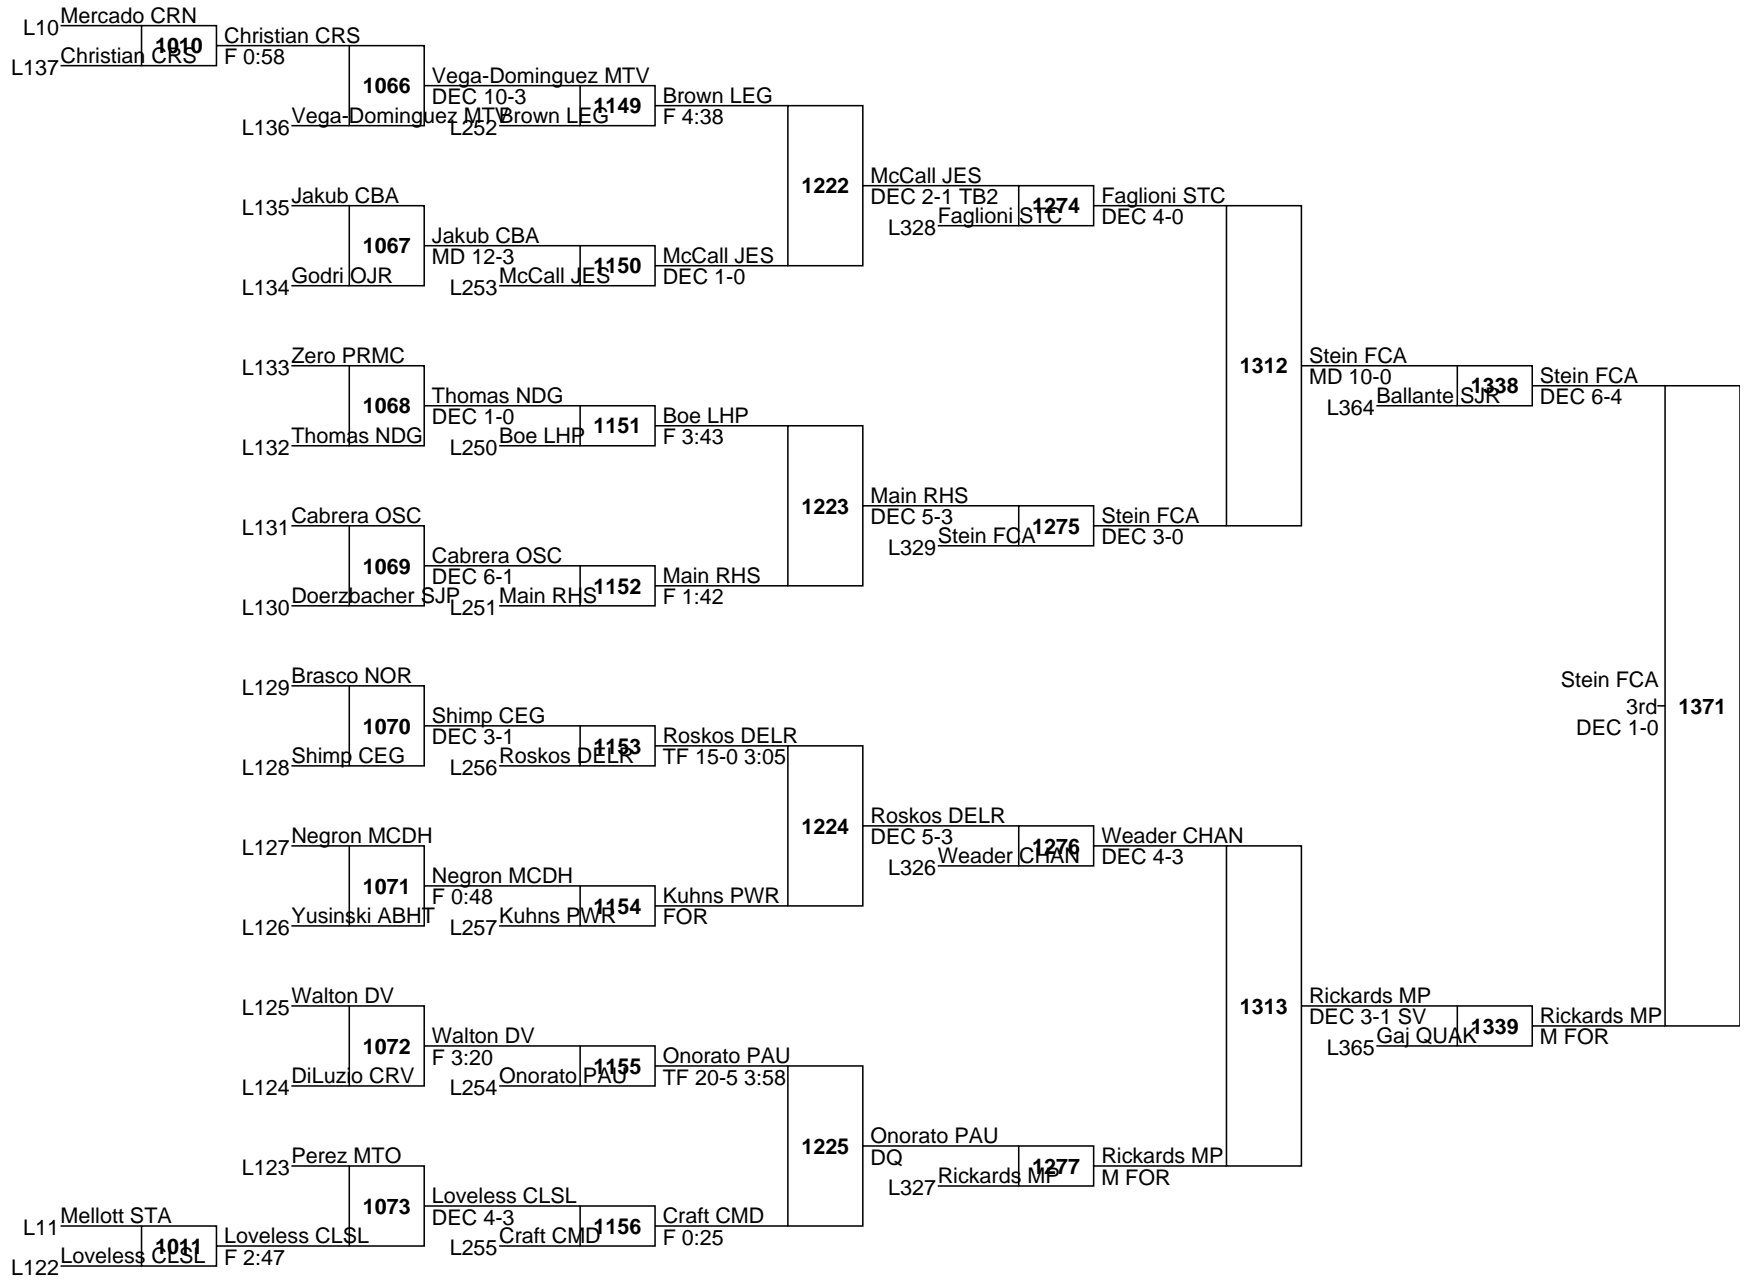 L10 Mercado CRN
1010
L137 Christian CRS
Christian CRS
F 0:58
1066
L136 Vega-Dominguez MTV
Vega-Dominguez MTV
DEC 10-3
1149
L252 Brown LEG
Brown LEG
F 4:38
L135 Jakub CBA
1067
L134 Godri OJR
Jakub CBA
MD 12-3
1150
L253 McCall JES
McCall JES
DEC 1-0
1222
McCall JES
DEC 2-1 TB2
1274
L328 Faglioni STC
Faglioni STC
DEC 4-0
L133 Zero PRMC
1068
L132 Thomas NDG
Thomas NDG
DEC 1-0
1151
L250 Boe LHP
Boe LHP
F 3:43
L131 Cabrera OSC
1069
L130 Doerzbacher SJP
Cabrera OSC
DEC 6-1
1152
L251 Main RHS
Main RHS
F 1:42
1223
Main RHS
DEC 5-3
1275
L329 Stein FCA
Stein FCA
DEC 3-0
1312
Stein FCA
MD 10-0
1338
L364 Ballante SJR
Stein FCA
DEC 6-4
L129 Brasco NOR
1070
L128 Shimp CEG
Shimp CEG
DEC 3-1
1153
L256 Roskos DELR
Roskos DELR
TF 15-0 3:05
L127 Negron MCDH
1071
L126 Yusinski ABHT
Negron MCDH
F 0:48
1154
L257 Kuhns PWR
Kuhns PWR
FOR
1224
Roskos DELR
DEC 5-3
1276
L326 Weader CHAN
Weader CHAN
DEC 4-3
L125 Walton DV
1072
L124 DiLuzio CRV
Walton DV
F 3:20
1155
L254 Onorato PAU
Onorato PAU
TF 20-5 3:58
L123 Perez MTO
1073
L11 Mellott STA
1011
L122 Loveless CLSL
Loveless CLSL
F 2:47
Loveless CLSL
DEC 4-3
1156
L255 Craft CMD
Craft CMD
F 0:25
1225
Onorato PAU
DQ
1277
L327 Rickards MP
Rickards MP
M FOR
1313
Rickards MP
DEC 3-1 SV
1339
L365 Gaj QUAK
Rickards MP
M FOR
Stein FCA
3rd
DEC 1-0
1371